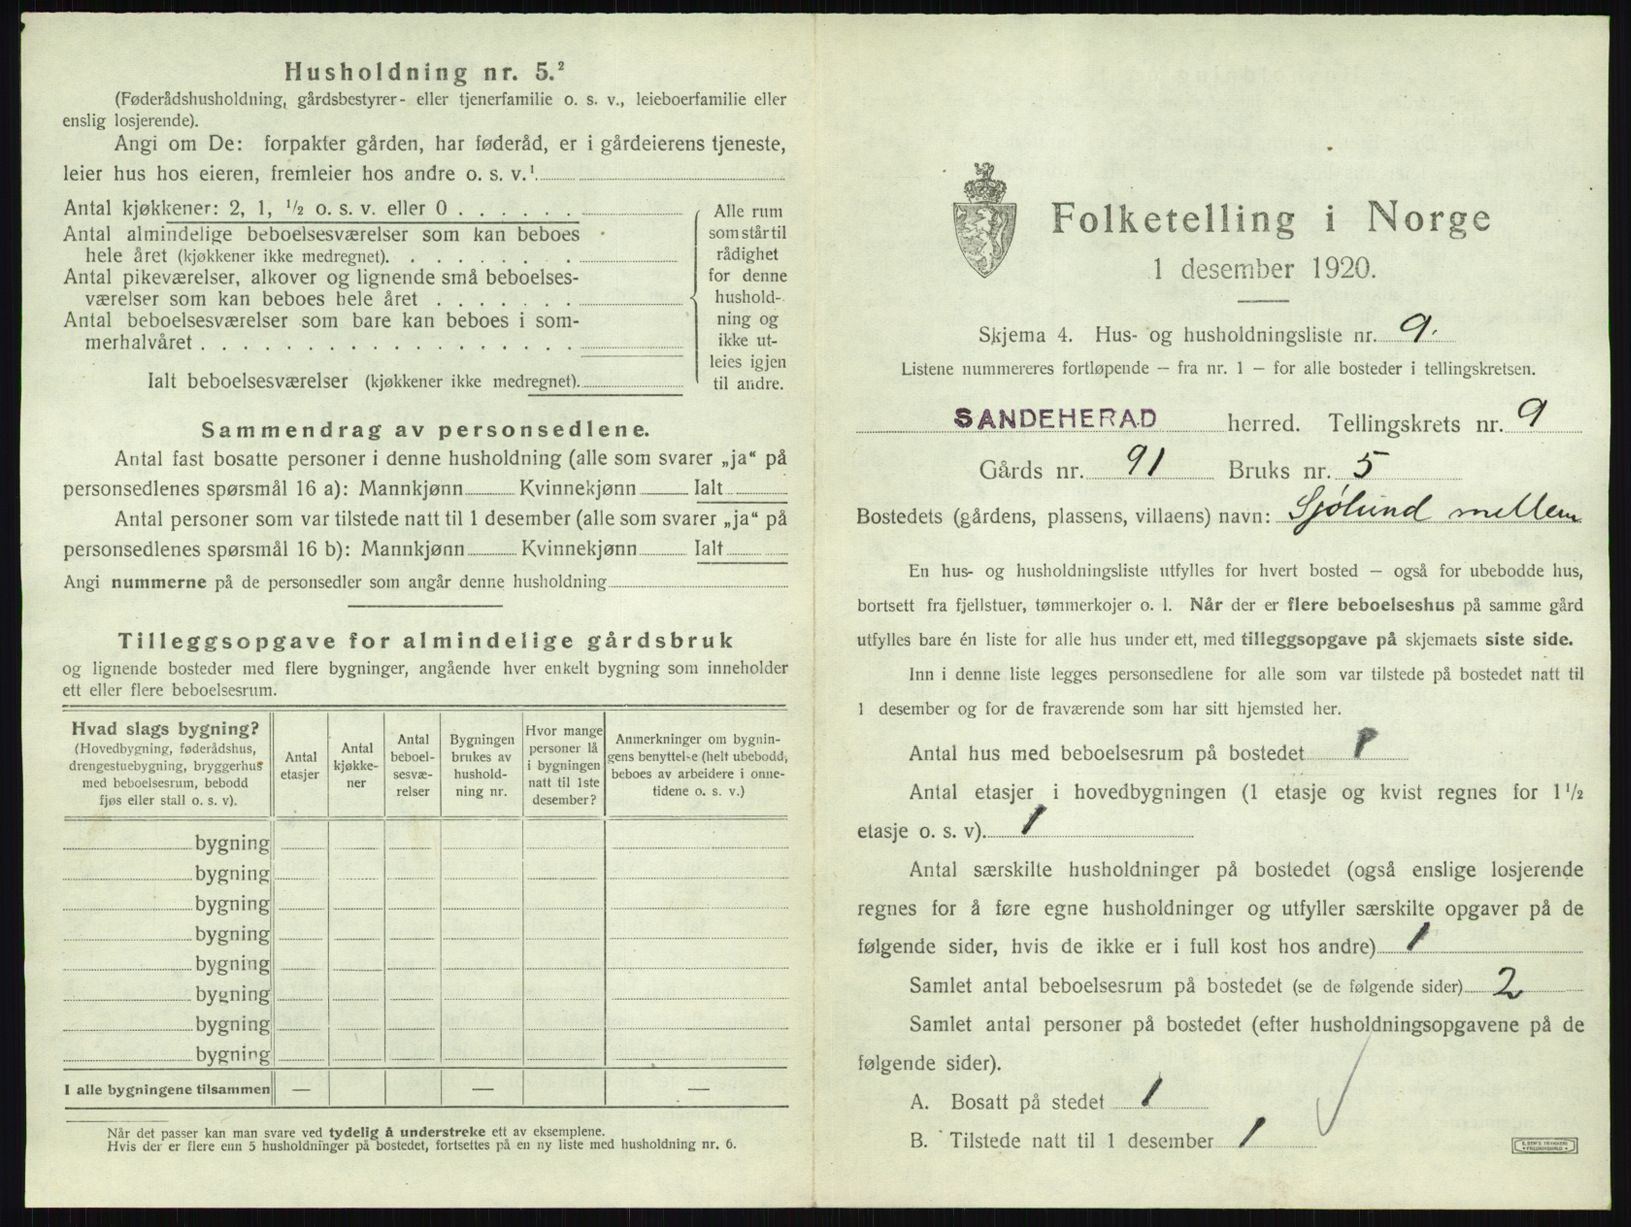 Husholdning nr. 5.²
(Føderådshusholdning, gårdsbestyrer- eller tjenerfamilie o. s. v., leieboerfamilie eller
enslig losjerende).
Angi om De: forpakter gården, har føderåd, er i gårdeierens tjeneste,
leier hus hos eieren, fremleier hos andre o. s. v.¹
Antal kjøkkener: 2, 1, ½ o. s. v. eller 0 . . . . . .
Antal almindelige beboelsesværelser som kan beboes
hele året (kjøkkener ikke medregnet). . . . . . . .
Antal pikeværelser, alkover og lignende små beboelses-
værelser som kan beboes hele året . . . . . . .
Antal beboelsesværelser som bare kan beboes i som-
merhalvåret . . . . . . . . . . . . . . . . . .
Ialt beboelsesværelser (kjøkkener ikke medregnet).
Alle rum
som står til
rådighet
for denne
hushold-
ning og
ikke ut-
leies igjen
til andre.
Sammendrag av personsedlene.
Antal fast bosatte personer i denne husholdning (alle som svarer „ja“ på
personsedlenes spørsmål 16 a): Mannkjønn Kvinnekjønn Ialt
Antal personer som var tilstede natt til 1 desember (alle som svarer „ja“ på
personsedlenes spørsmål 16 b): Mannkjønn Kvinnekjønn Ialt
Angi nummerne på de personsedler som angår denne husholdning
Tilleggsopgave for almindelige gårdsbruk
og lignende bosteder med flere bygninger, angående hver enkelt bygning som inneholder
ett eller flere beboelsesrum.
Hvad slags bygning?
(Hovedbygning, føderådshus,
drengestuebygning, bryggerhus
med beboelsesrum, bebodd
fjøs eller stall o. s. v).
Antal
etasjer
Antal
kjøkke-
ner
Antal
beboel-
sesvæ-
relser
Bygningen
brukes av
hushold-
ning nr.
Hvor mange
personer lå
i bygningen
natt til 1ste
desember?
Anmerkninger om bygnin-
gens benyttelse (helt ubebodd,
beboes av arbeidere i onne-
tidene o. s. v.)
bygning
bygning
bygning
bygning
bygning
bygning
bygning
bygning
I alle bygningene tilsammen — — —
Når det passer kan man svare ved tydelig å understreke ett av eksemplene.
Hvis der er flere enn 5 husholdninger på bostedet, fortsettes på en ny liste med husholdning nr. 6.
Folketelling i Norge
1 desember 1920.
Skjema 4. Hus- og husholdningsliste nr. 9.
Listene nummereres fortløpende – fra nr. 1 – for alle bosteder i tellingskretsen.
SANDEHERAD herred. Tellingskrets nr. 9
Gårds nr. 91 Bruks nr. 5
Bostedets (gårdens, plassens, villaens) navn: Sjølund mellem
En hus- og husholdningsliste utfylles for hvert bosted – også for ubebodde hus,
bortsett fra fjellstuer, tømmerkojer o. l. Når der er flere beboelseshus på samme gård
utfylles bare én liste for alle hus under ett, med tilleggsopgave på skjemaets siste side.
Inn i denne liste legges personsedlene for alle som var tilstede på bostedet natt til
1 desember og for de fraværende som har sitt hjemsted her.
Antal hus med beboelsesrum på bostedet 1
Antal etasjer i hovedbygningen (1 etasje og kvist regnes for 1½
etasje o. s. v). 1
Antal særskilte husholdninger på bostedet (også enslige losjerende
regnes for å føre egne husholdninger og utfyller særskilte opgaver på de
følgende sider, hvis de ikke er i full kost hos andre) 1
Samlet antal beboelsesrum på bostedet (se de følgende sider) 2
Samlet antal personer på bostedet (efter husholdningsopgavene på de
følgende sider).
A. Bosatt på stedet 1
B. Tilstede natt til 1 desember 1